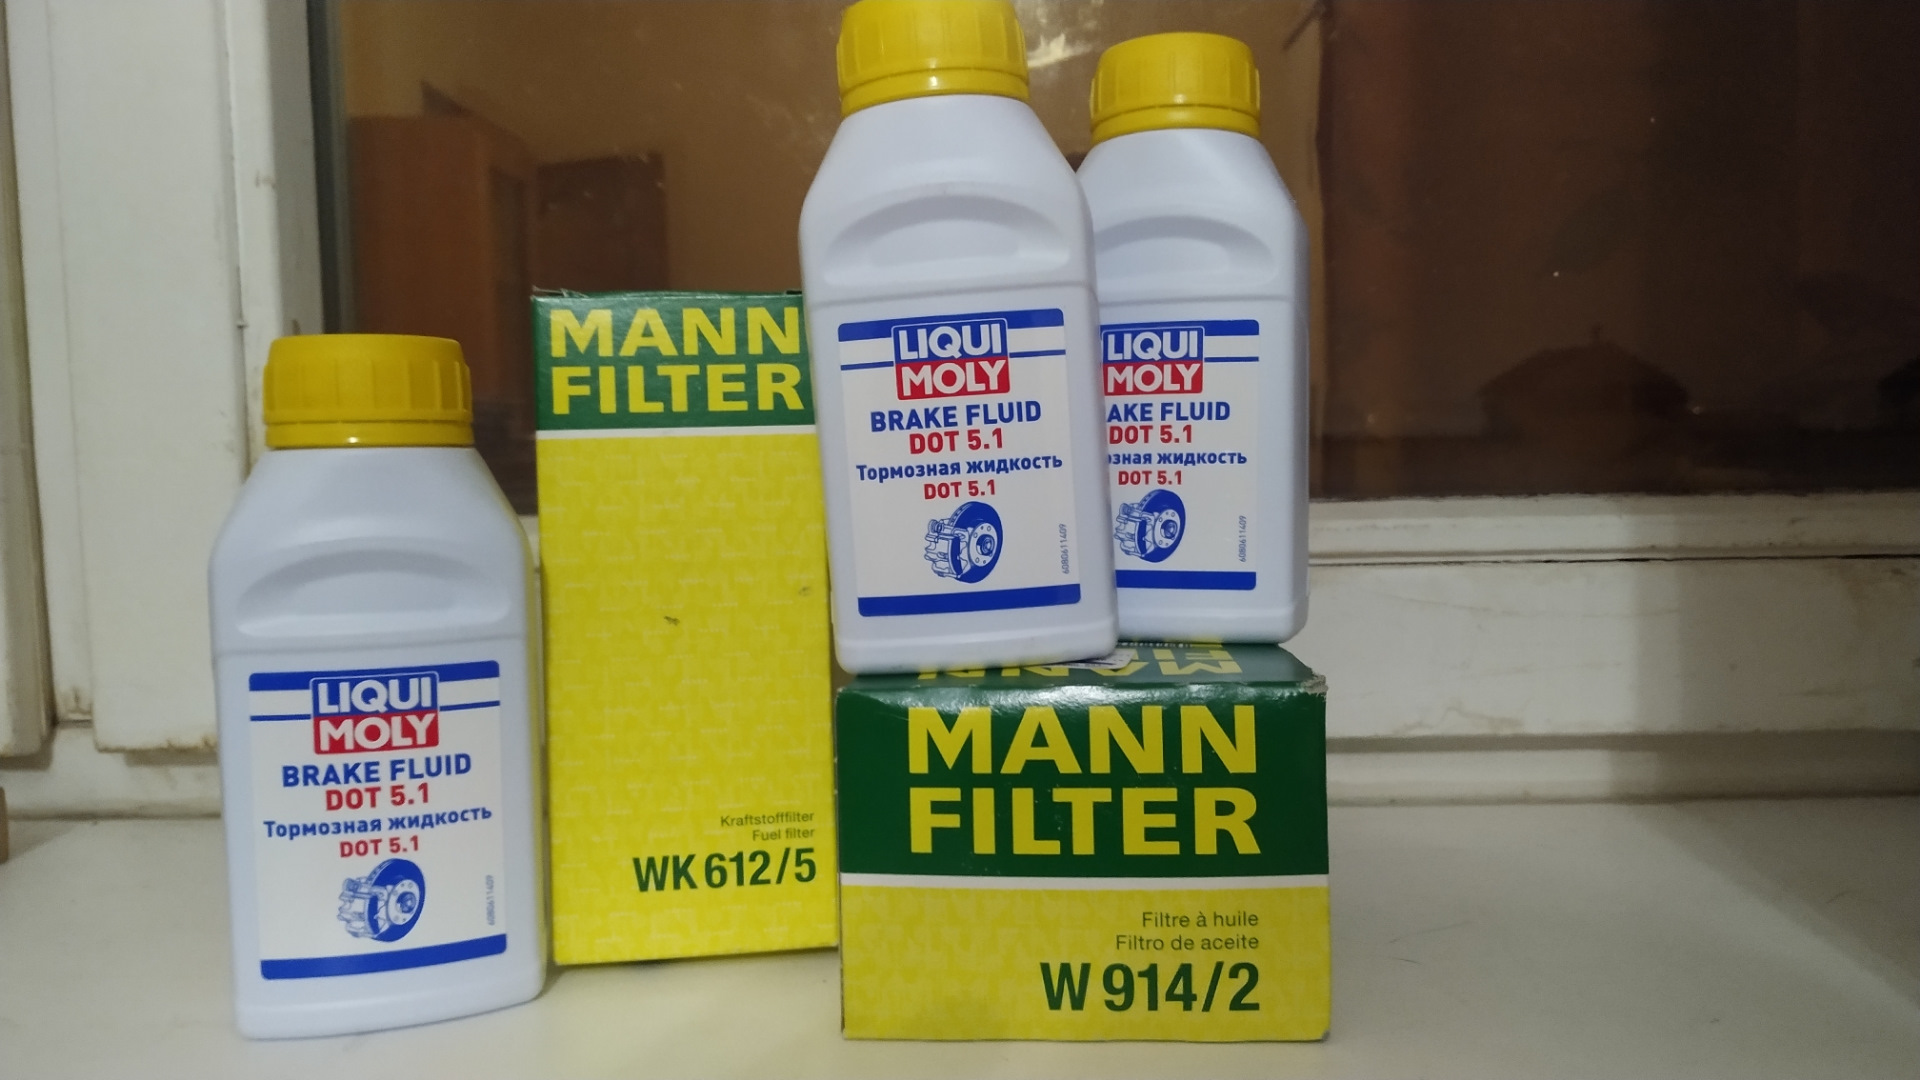 LIQUI
MOLY
BRAKE FLUID
DOT 5.1
Тормозная жидкость
DOT 5.1
MANN
FILTER
Kraftstofffilter
Fuel filter
WK 612/5
LIQUI
MOLY
BRAKE FLUID
DOT 5.1
Тормозная жидкость
DOT 5.1
6080611409
LIQUI
MOLY
FLUID
DOT 5.1
жидкость
DOT 5.1
6080611409
MANN
FILTER
Filtre à huile
Filtro de aceite
W 914/2